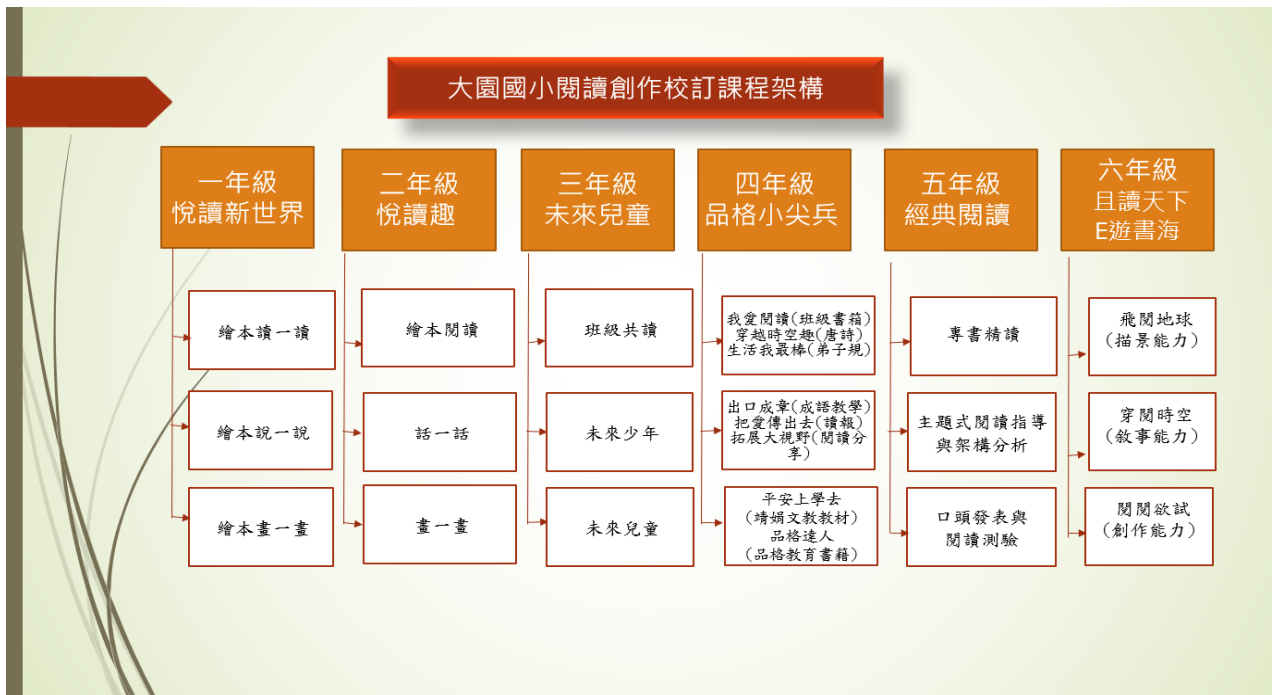 大園國小閱讀創作校訂課程架構
一年級
悅讀新世界
繪本讀一讀
繪本說一說
繪本畫一畫
二年級
悅讀趣
繪本閱讀
話一話
畫一畫
三年級
未來兒童
班級共讀
未來少年
未來兒童
四年級
品格小尖兵
我愛閱讀(班級書箱)
穿越時空趣(唐詩)
生活我最棒(弟子規)
出口成章(成語教學)
把愛傳出去(讀報)
拓展大視野(閱讀分
享)
平安上學去
(靖娟文教教材)
品格達人
(品格教育書籍)
五年級
經典閱讀
專書精讀
主題式閱讀指導
與架構分析
口頭發表與
閱讀測驗
六年級
且讀天下
E遊書海
飛閱地球
(描景能力)
穿閱時空
(敘事能力)
閱閱欲試
(創作能力)